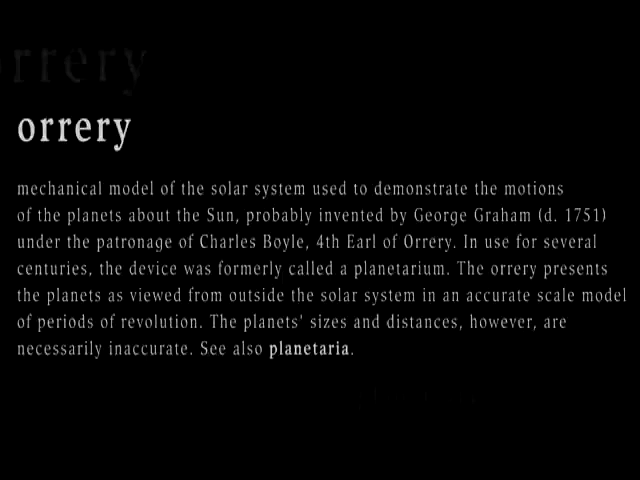 orrery
orrery
mechanical model of the solar system used to demonstrate the motions
of the planets about the Sun, probably invented by George Graham (d. 1751)
under the patronage of Charles Boyle, 4th Earl of Orrery. In use for several
centuries, the device was formerly called a planetarium. The orrery presents
the planets as viewed from outside the solar system in an accurate scale model
of periods of revolution. The planets' sizes and distances, however, are
necessarily inaccurate. See also planetaria.